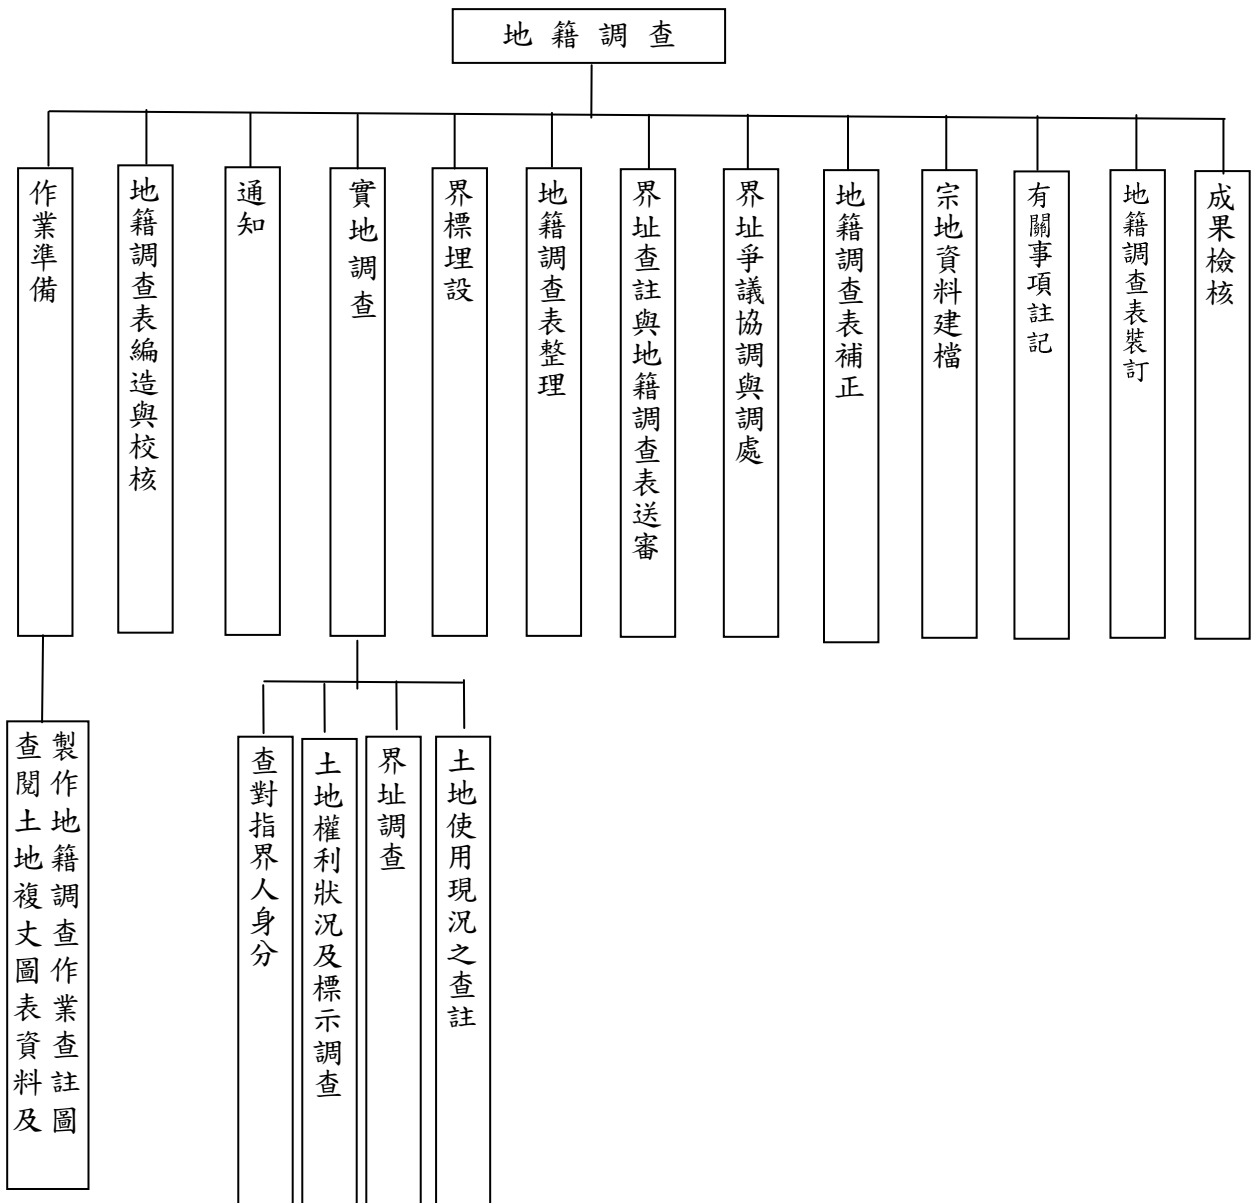 地籍調查
作業準備
地籍調查表編造與校核
通知
實地調查
界標埋設
地籍調查表整理
界址查註與地籍調查表送審
界址爭議協調與調處
地籍調查表補正
宗地資料建檔
有關事項註記
地籍調查表裝訂
成果檢核
查閱土地複丈圖表資料及
製作地籍調查作業查註圖
查對指界人身分
土地權利狀況及標示調查
界址調查
土地使用現況之查註